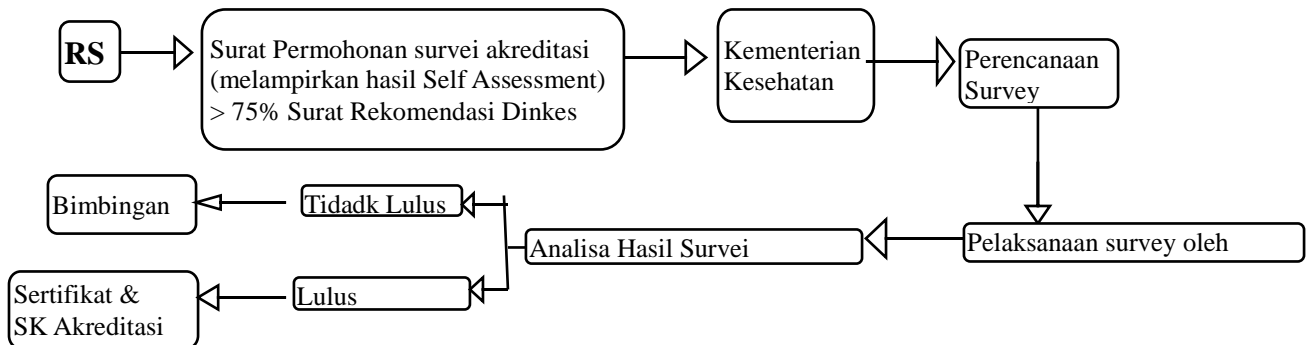 RS
Surat Permohonan survei akreditasi
(melampirkan hasil Self Assessment)
> 75% Surat Rekomendasi Dinkes
Kementerian
Kesehatan
Perencanaan
Survey
Pelaksanaan survey oleh
Analisa Hasil Survei
Tidadk Lulus
Bimbingan
Lulus
Sertifikat &
SK Akreditasi